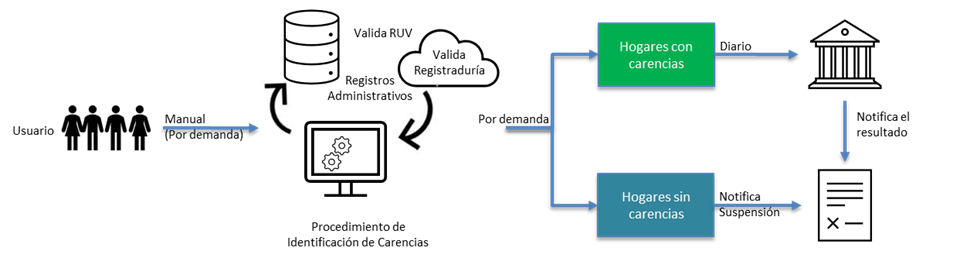 Usuario
Manual
(Por demanda)
Valida RUV
Valida
Registraduría
Registros
Administrativos
Procedimiento de
Identificación de Carencias
Por demanda
Hogares con
carencias
Diario
Notifica el
resultado
Hogares sin
carencias
Notifica
Suspensión